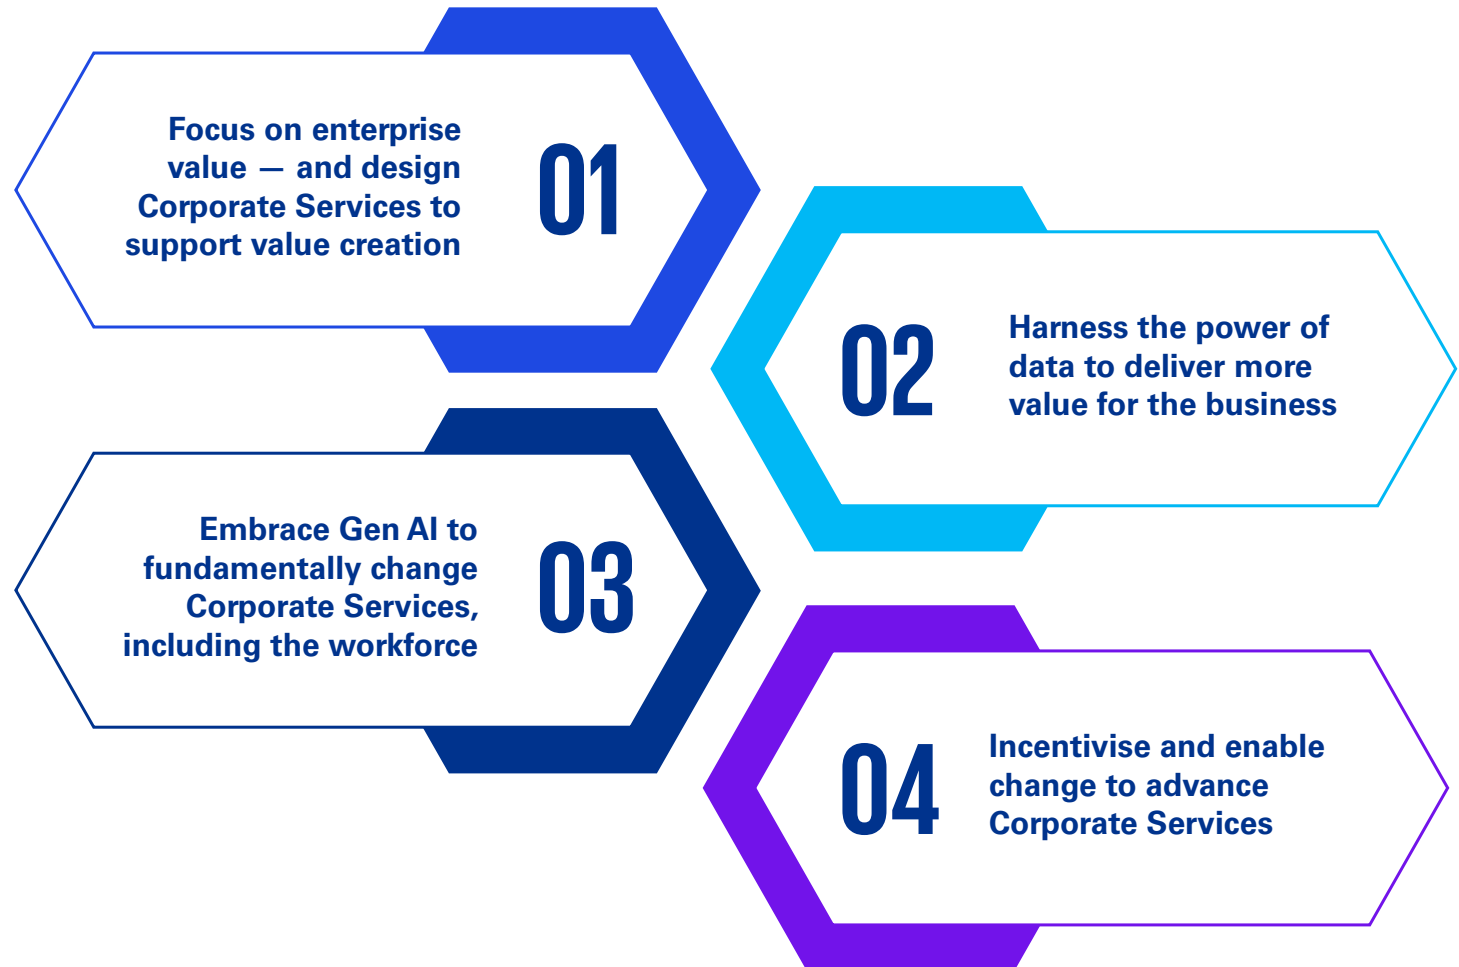 Focus on enterprise
value — and design
Corporate Services to
support value creation
01
02
Harness the power of
data to deliver more
value for the business
Embrace Gen AI to
fundamentally change
Corporate Services,
including the workforce
03
04
Incentivise and enable
change to advance
Corporate Services